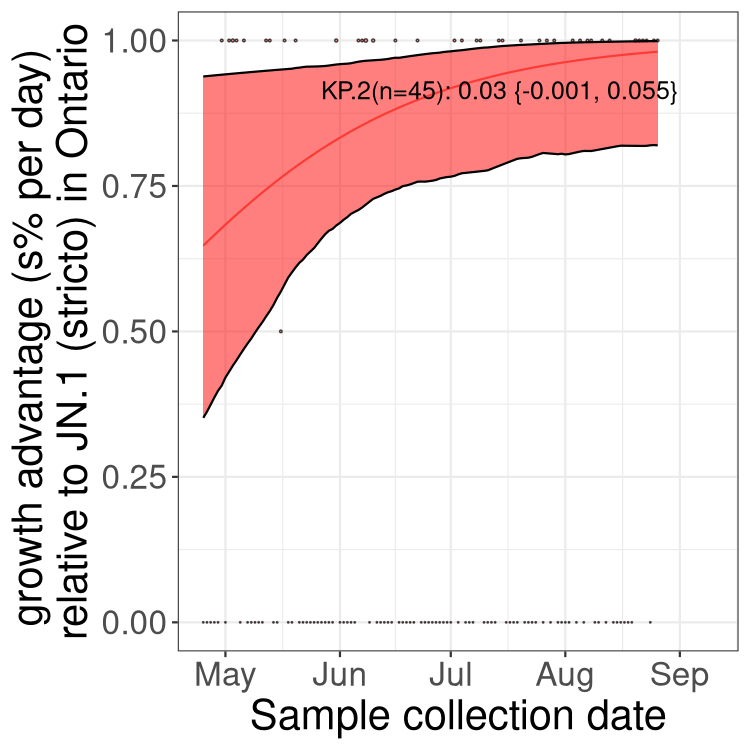 growth advantage (s% per day)
relative to JN.1 (stricto) in Ontario
1.00
0.75
0.50
0.25
0.00
KP.2(n=45): 0.03 {-0.001, 0.055}
May Jun Jul Aug Sep
Sample collection date